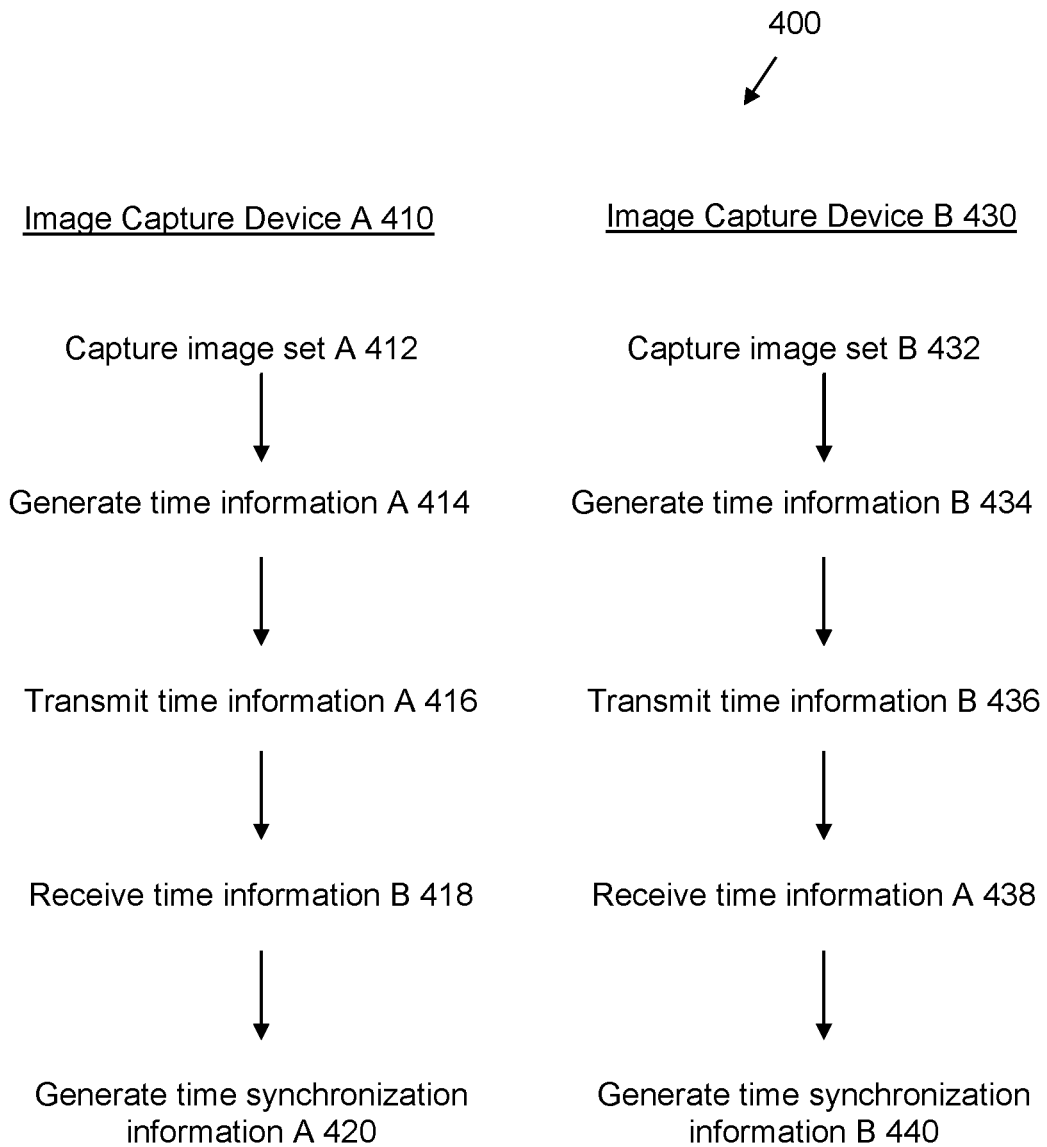 400
Image Capture Device A 410
Capture image set A 412
Generate time information A 414
Transmit time information A 416
Receive time information B 418
Generate time synchronization
information A 420
Image Capture Device B 430
Capture image set B 432
Generate time information B 434
Transmit time information B 436
Receive time information A 438
Generate time synchronization
information B 440